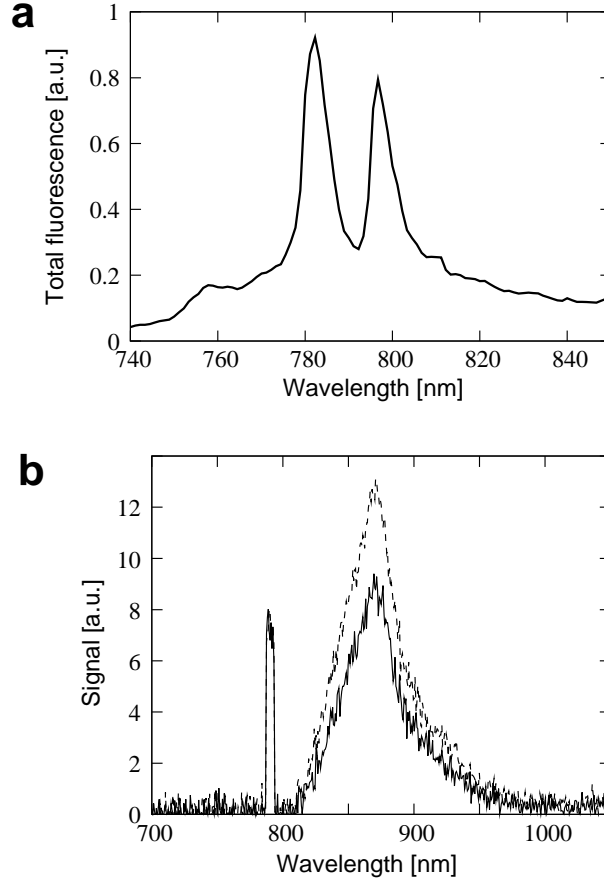 a
Total fluorescence [a.u.]
1
0.8
0.6
0.4
0.2
0
740 760 780 800 820 840
Wavelength [nm]
b
Signal [a.u.]
12
10
8
6
4
2
0
700 800 900 1000
Wavelength [nm]